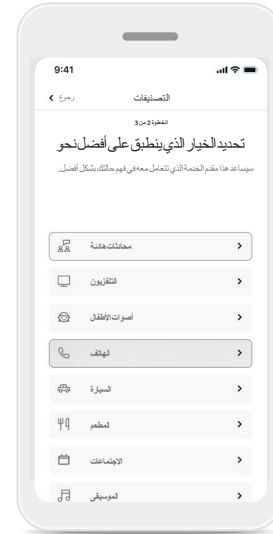 9:41
التصنيفات
رجوع
الخطوة 2 من 3
تحديد الخيار الذي ينطبق على أفضل نحو
سيساعد هذا مقدم الخدمة الذي تتعامل معه في فهم حالتك بشكل أفضل.
محادثات هادئة
التلفزيون
أصوات الأطفال
الهاتف
السيارة
المطعم
الاجتماعات
الموسيقى